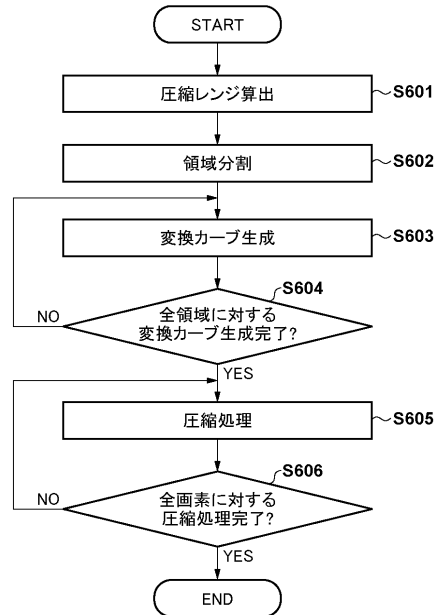 START
圧縮レンジ算出
S601
領域分割
S602
変換カーブ生成
S603
S604
全領域に対する
変換カーブ生成完了?
NO
YES
圧縮処理
S605
S606
全画素に対する
圧縮処理完了?
NO
YES
END